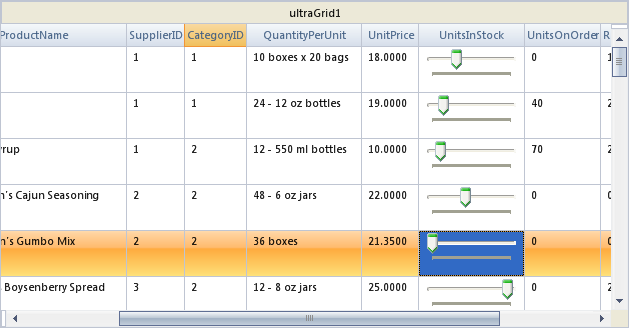 ultraGrid1
ProductName SupplierID CategoryID QuantityPerUnit UnitPrice UnitsInStock UnitsOnOrder R
1 1 10 boxes x 20 bags 18.0000 0 1
1 1 24 - 12 oz bottles 19.0000 40 2
rup 1 2 12 - 550 ml bottles 10.0000 70 2
n's Cajun Seasoning 2 2 48 - 6 oz jars 22.0000 0 0
n's Gumbo Mix 2 2 36 boxes 21.3500 0 0
Boysenberry Spread 3 2 12 - 8 oz jars 25.0000 0 2